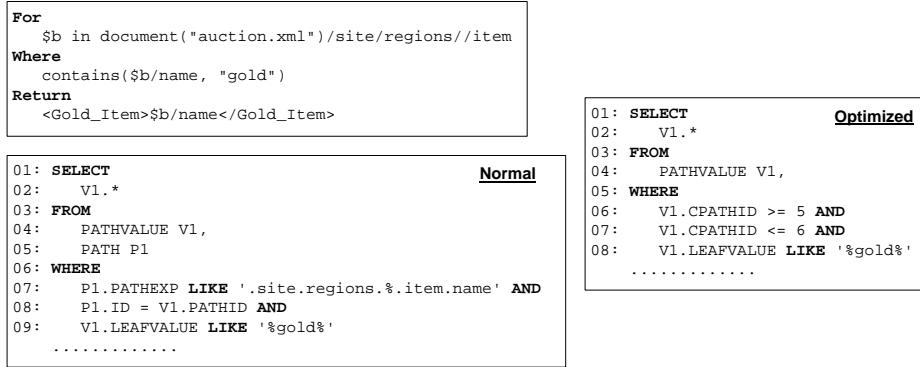 For
$b in document("auction.xml")/site/regions//item
Where
contains($b/name, "gold")
Return
<Gold_Item>$b/name</Gold_Item>
01: SELECT Normal
02: V1.*
03: FROM
04: PATHVALUE V1,
05: PATH P1
06: WHERE
07: P1.PATHEXP LIKE '.site.regions.%.item.name' AND
08: P1.ID = V1.PATHID AND
09: V1.LEAFVALUE LIKE '%gold%'
.............
01: SELECT Optimized
02: V1.*
03: FROM
04: PATHVALUE V1,
05: WHERE
06: V1.CPATHID >= 5 AND
07: V1.CPATHID <= 6 AND
08: V1.LEAFVALUE LIKE '%gold%'
.............